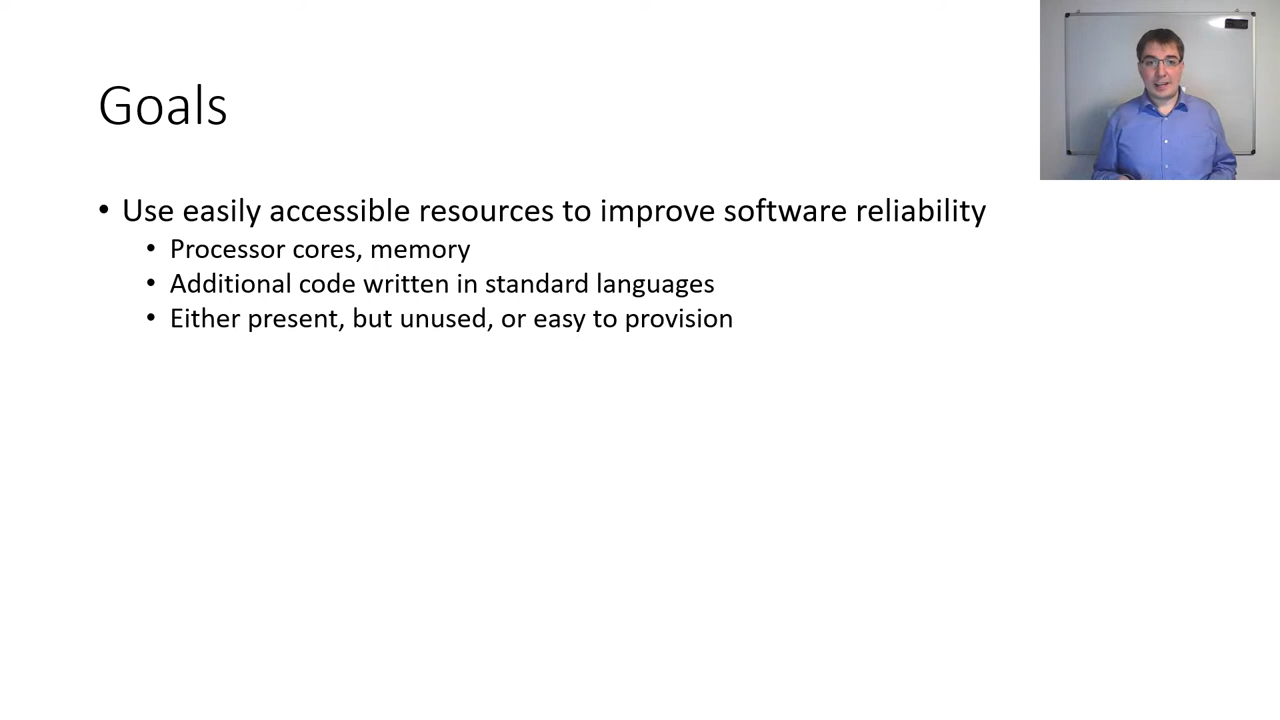 Goals
• Use easily accessible resources to improve software reliability
• Processor cores, memory
• Additional code written in standard languages
• Either present, but unused, or easy to provision